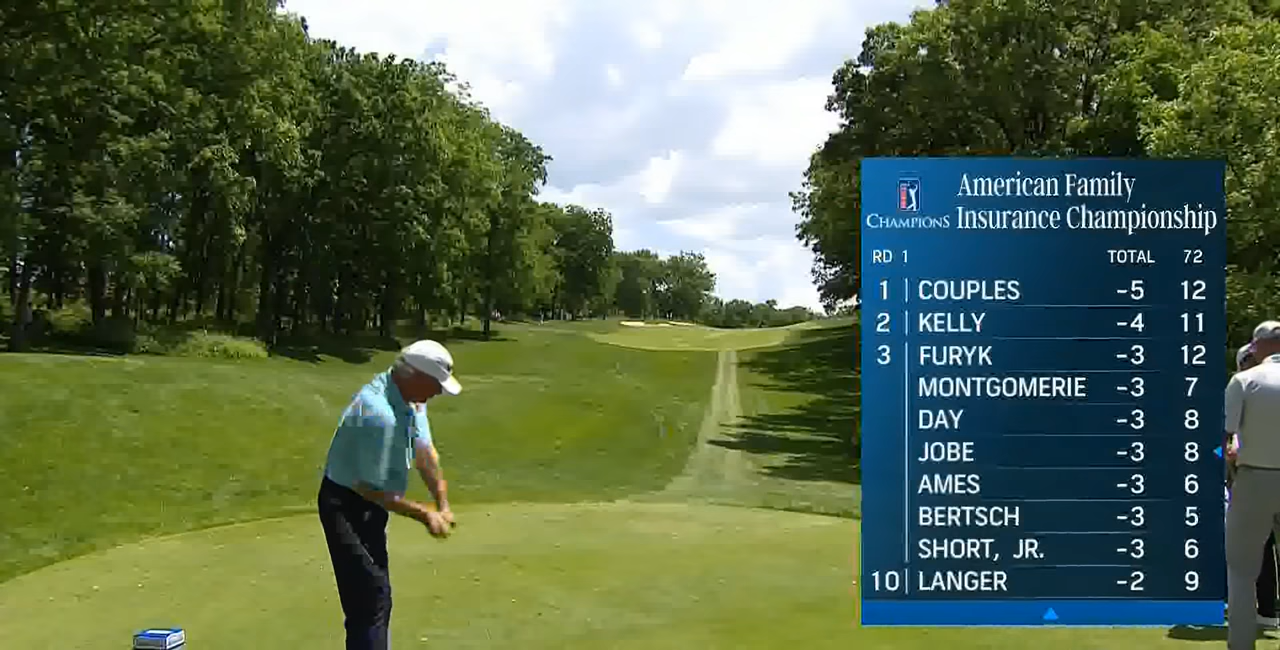 American Family
CHAMPIONS Insurance Championship
RD 1 TOTAL 72
1 COUPLES -5 12
2 KELLY -4 11
3 FURYK -3 12
MONTGOMERIE -3 7
DAY -3 8
JOBE -3 8
AMES -3 6
BERTSCH -3 5
SHORT, JR. -3 6
10 LANGER -2 9